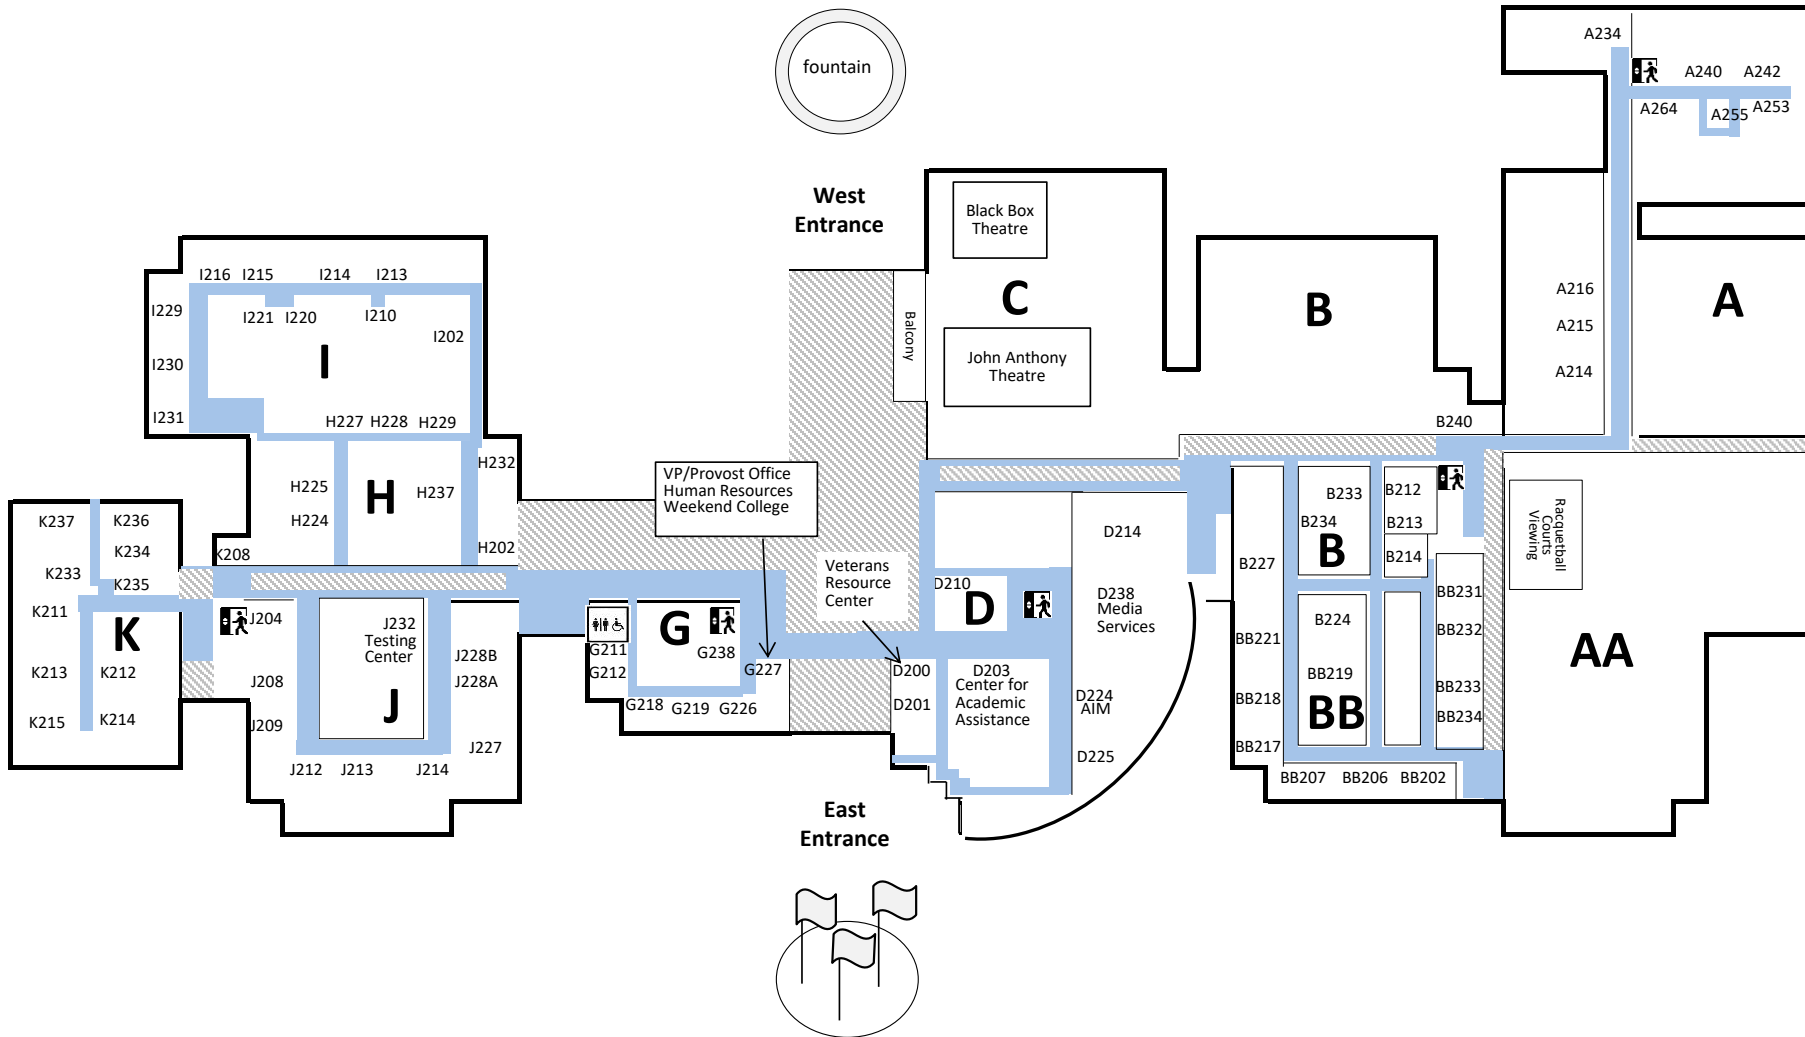 fountain
A234
A240
A242
A264
A255
A253
West
Entrance
Black Box
Theatre
C
Balcony
John Anthony
Theatre
B
A216
A215
A214
A
B240
I216
I215
I214
I213
I229
I221
I220
I210
I202
I230
I
I231
H227
H228
H229
H232
H225
H
H237
H224
H202
VP/Provost Office
Human Resources
Weekend College
K237
K236
K234
K208
K233
K235
K211
K
K213
K212
K215
K214
J204
J232
Testing
Center
J208
J
J209
J228B
J228A
J227
J212
J213
J214
G211
G212
G
G238
G227
G218
G219
G226
Veterans
Resource
Center
D210
D
D214
D238
Media
Services
D200
D201
D203
Center for
Academic
Assistance
D224
AIM
D225
B233
B234
B
B212
B213
B214
B227
B224
BB231
BB232
BB221
BB219
BB
BB218
BB217
BB233
BB234
BB207
BB206
BB202
Racquetball
Courts
Viewing
AA
East
Entrance